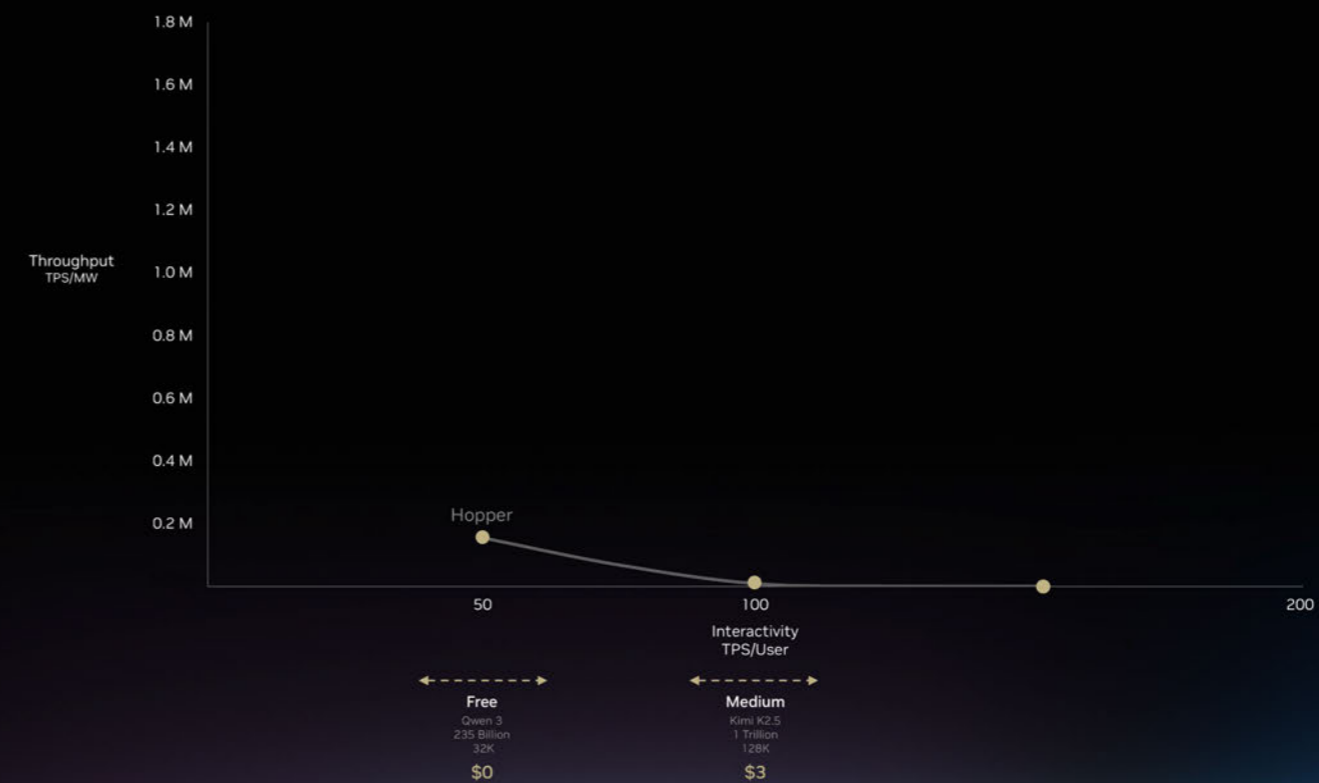 1.8 M
1.6 M
1.4 M
1.2 M
Throughput
TPS/MW
1.0 M
0.8 M
0.6 M
0.4 M
0.2 M
Hopper
50
100
200
Interactivity
TPS/User
Free
Qwen 3
235 Billion
32K
$0
Medium
Kimi K2.5
1 Trillion
128K
$3